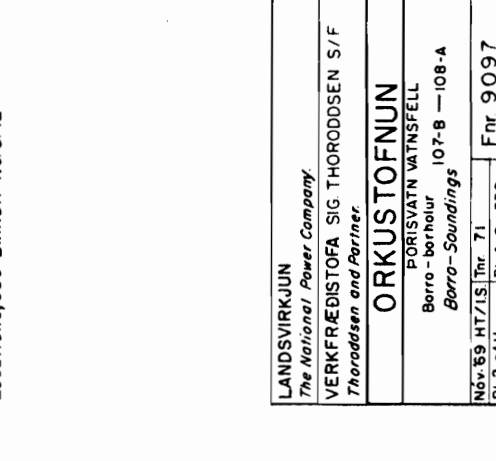 LANDSVIRKJUN
The National Power Company.
VERKFRÆÐISTOFA SIG. THORODDSEN S/F
Thoroddsen and Partner.
ORKUSTOFNUN
ÞORISVATN VATNSFELL
Borro-borholur 107-B — 108-A
Borro-Soundings
Nóv. '69 HT/I.S. Tnr. 71
Fnr. 9097